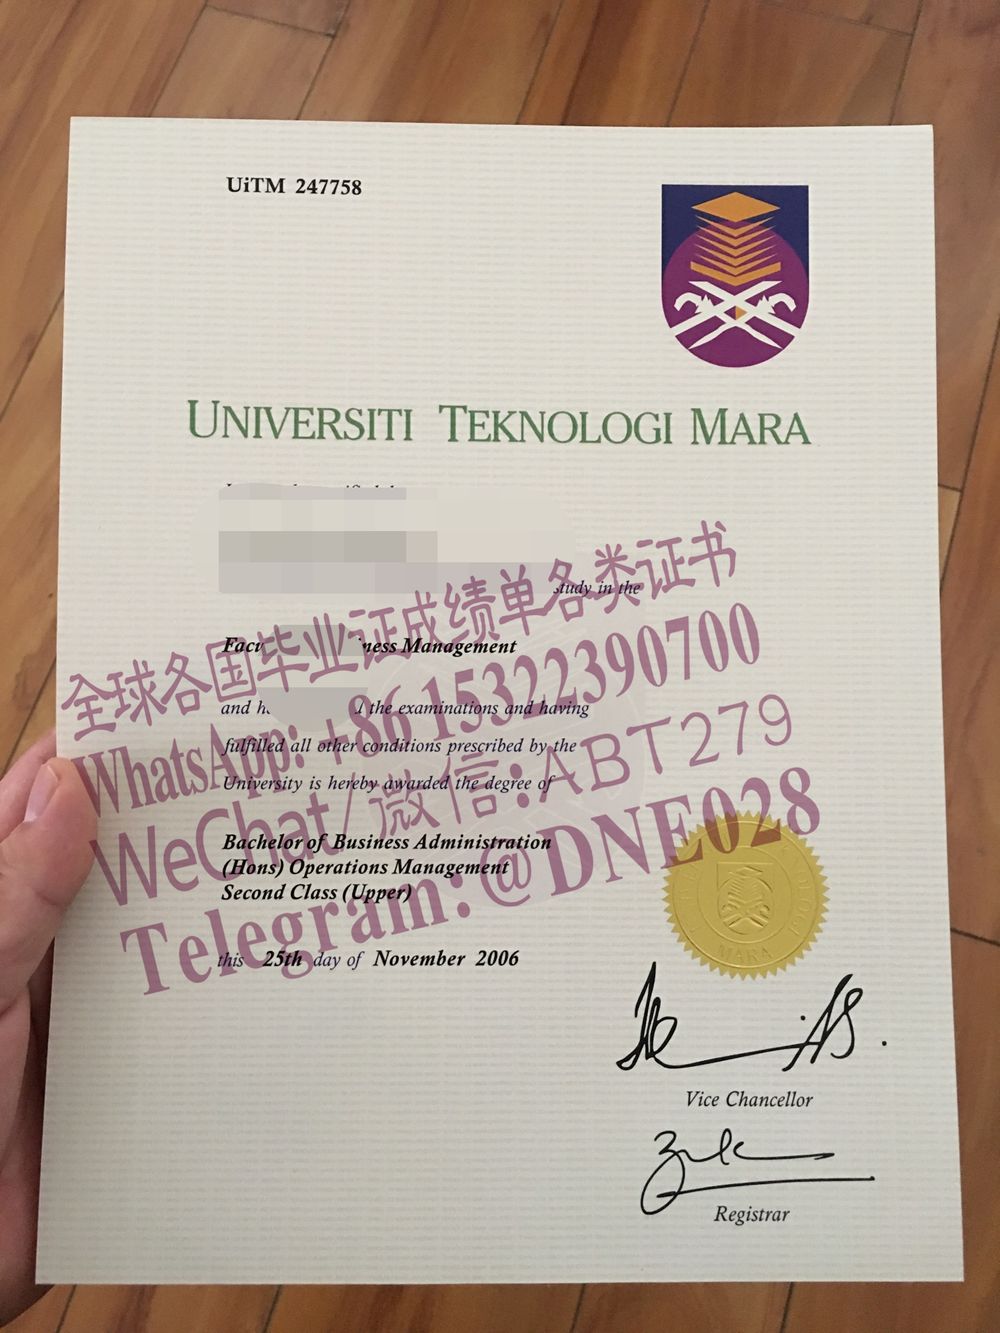 UiTM 247758
UNIVERSITI TEKNOLOGI MARA
study in the
全球各国毕业证成绩单各类证书
Business Management
WhatsApp: +86 15322390700
and the examinations and having
fulfilled all other conditions prescribed by the
University is hereby awarded the degree of
WeChat/微信:ABT279
Bachelor of Business Administration
(Hons) Operations Management
Second Class (Upper)
Telegram:@DNE028
this 25th day of November 2006
MARA
Vice Chancellor
Registrar